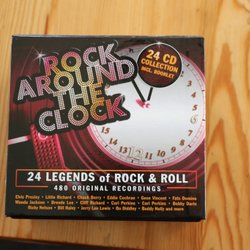 ROCK
AROUND
THE
CLOCK
24 CD
COLLECTION
INCL. BOOKLET
24 LEGENDS of ROCK & ROLL
480 ORIGINAL RECORDINGS
Elvis Presley • Little Richard • Chuck Berry • Eddie Cochran • Gene Vincent • Fats Domino
Wanda Jackson • Brenda Lee • Cliff Richard • Carl Perkins • Carl Perkins • Bobby Darin
Ricky Nelson • Bill Haley • Jerry Lee Lewis • Bo Diddley • Buddy Holly and more